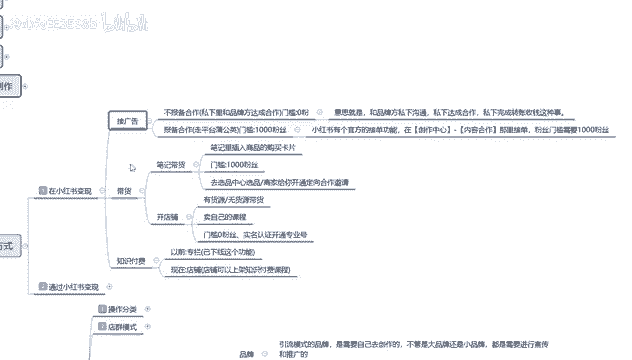 创作
接广告
不报备合作(私下里和品牌方达成合作)门槛:0粉
意思就是，和品牌方私下沟通，私下达成合作，私下完成转账收钱这种事。
报备合作(走平台蒲公英)门槛:1000粉丝
小红书有个官方的接单功能，在【创作中心】-【内容合作】那里接单，粉丝门槛需要1000粉丝
笔记里插入商品的购买卡片
笔记带货
门槛:1000粉丝
去选品中心选品/商家给你开通定向合作邀请
1 在小红书变现
带货
有货源/无货源带货
开店铺
卖自己的课程
门槛0粉丝、实名认证开通专业号
方式
知识付费
以前:专栏(已下线这个功能)
现在:店铺(店铺可以上架知识付费课程)
2 通过小红书变现
1 操作分类
2 店群模式
品牌
引流模式的品牌，是需要自己去创作的，不管是大品牌还是小品牌，都是需要进行宣传
和推广的